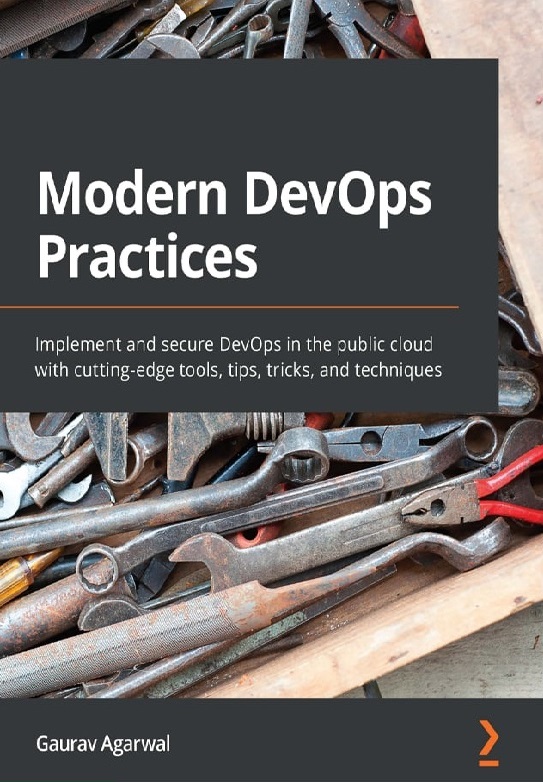 Modern DevOps
Practices
Implement and secure DevOps in the public cloud
with cutting-edge tools, tips, tricks, and techniques
Gaurav Agarwal